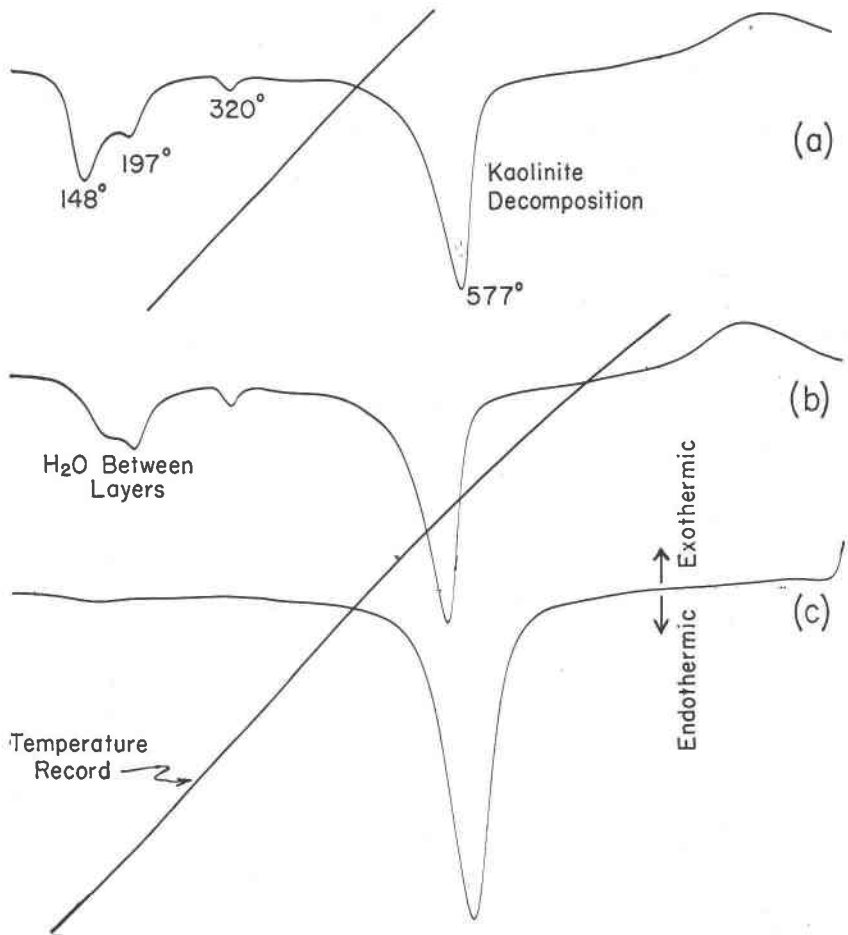 320°
(a)
197°
148°
Kaolinite
Decomposition
577°
(b)
H₂O Between
Layers
Exothermic
(c)
Endothermic
Temperature
Record